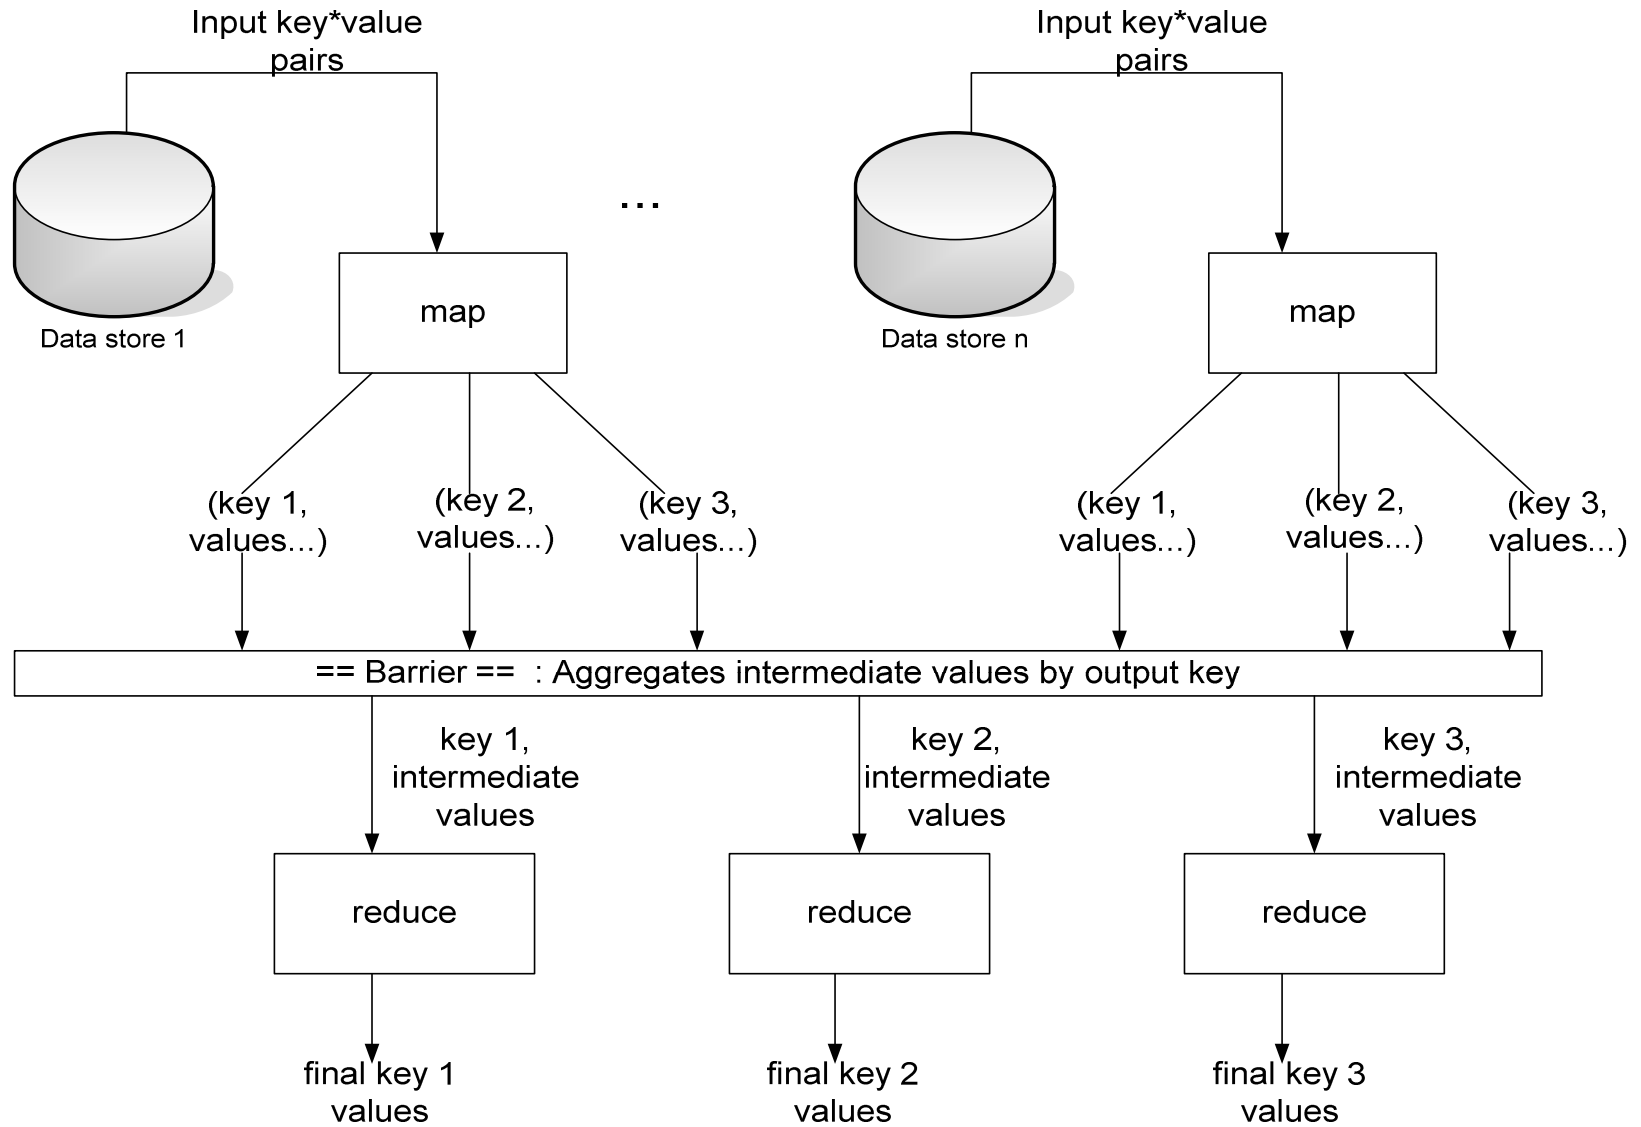 Input key*value
pairs
Input key*value
pairs
...
Data store 1
map
Data store n
map
(key 1,
values...)
(key 2,
values...)
(key 3,
values...)
(key 1,
values...)
(key 2,
values...)
(key 3,
values...)
== Barrier == : Aggregates intermediate values by output key
key 1,
intermediate
values
key 2,
intermediate
values
key 3,
intermediate
values
reduce
reduce
reduce
final key 1
values
final key 2
values
final key 3
values